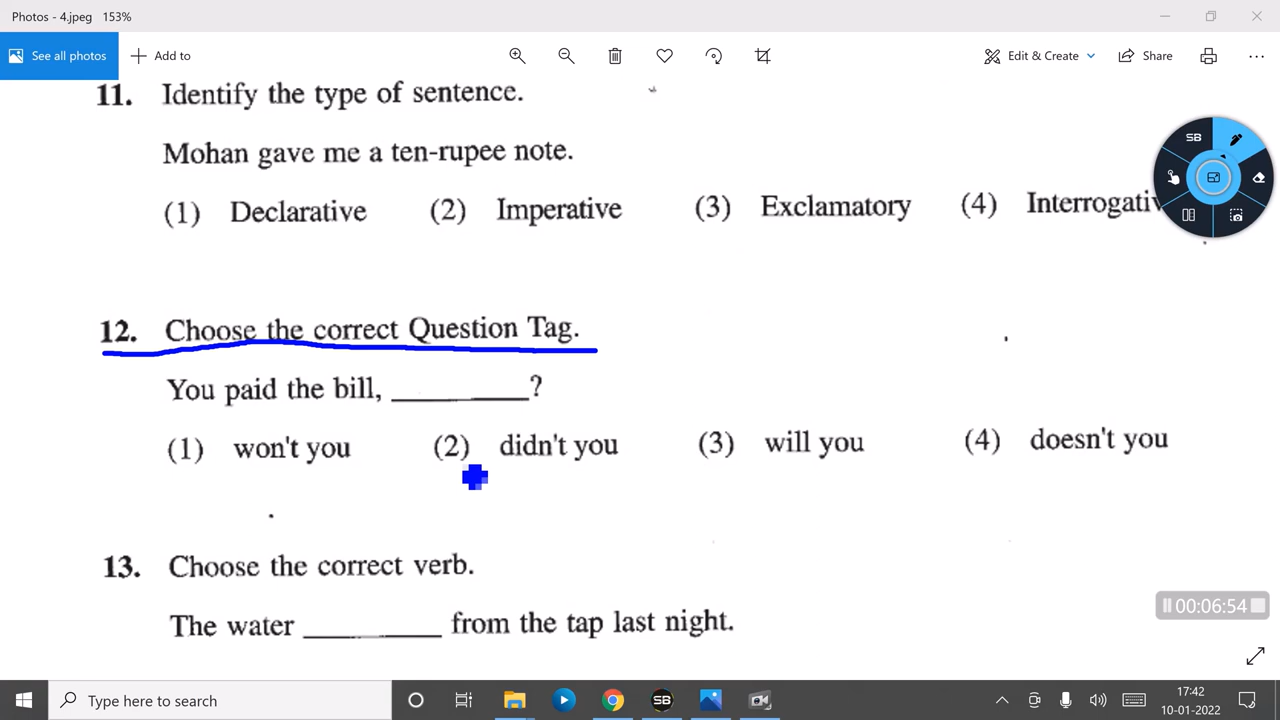 Photos - 4.jpeg 153%
See all photos
Add to
Edit & Create
Share
11. Identify the type of sentence.
Mohan gave me a ten-rupee note.
(1) Declarative (2) Imperative (3) Exclamatory (4) Interrogativ
SB
12. Choose the correct Question Tag.
You paid the bill, __________?
(1) won't you (2) didn't you (3) will you (4) doesn't you
13. Choose the correct verb.
00:06:54
The water __________ from the tap last night.
Type here to search
SB
17:42
10-01-2022